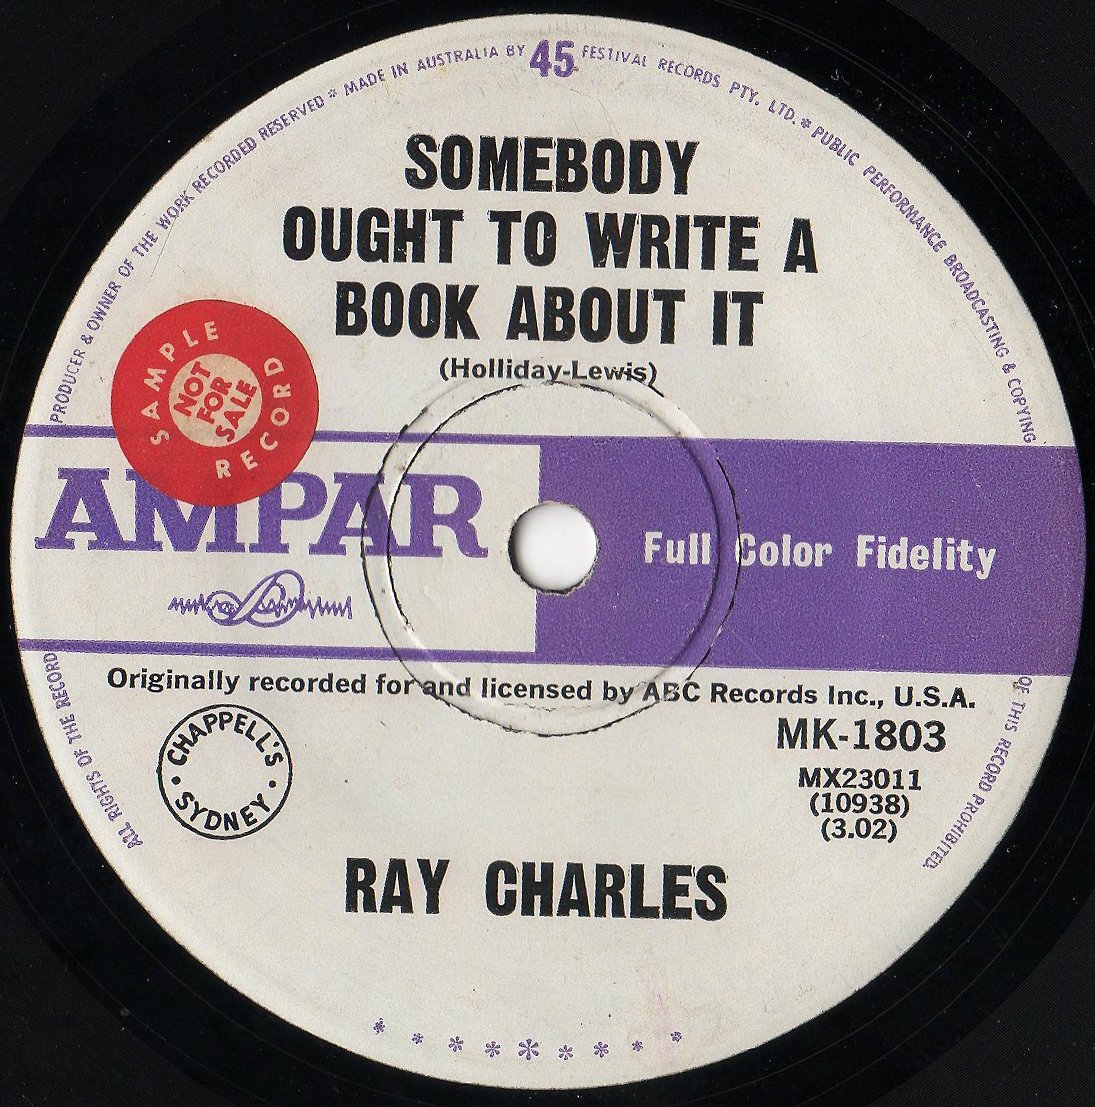 PRODUCER & OWNER OF THE WORK RECORDED RESERVED * MADE IN AUSTRALIA BY 45 FESTIVAL RECORDS PTY. LTD. * PUBLIC PERFORMANCE BROADCASTING & COPYING
SOMEBODY
OUGHT TO WRITE A
BOOK ABOUT IT
(Holliday-Lewis)
SAMPLE
NOT
FOR
SALE
RECORD
AMPAR
Full Color Fidelity
Originally recorded for and licensed by ABC Records Inc., U.S.A.
MK-1803
MX23011
(10938)
(3.02)
CHAPPELL'S
SYDNEY
RAY CHARLES
ALL RIGHTS OF THE RECORD
OF THIS RECORD PROHIBITED.